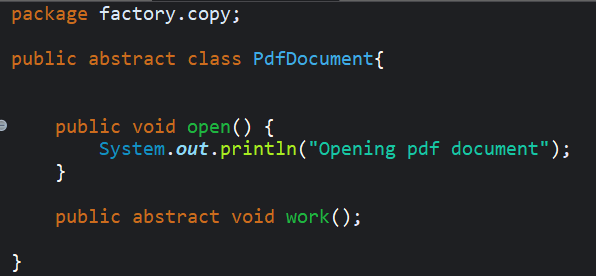 package factory.copy;
public abstract class PdfDocument{
public void open() {
System.out.println("Opening pdf document");
}
public abstract void work();
}